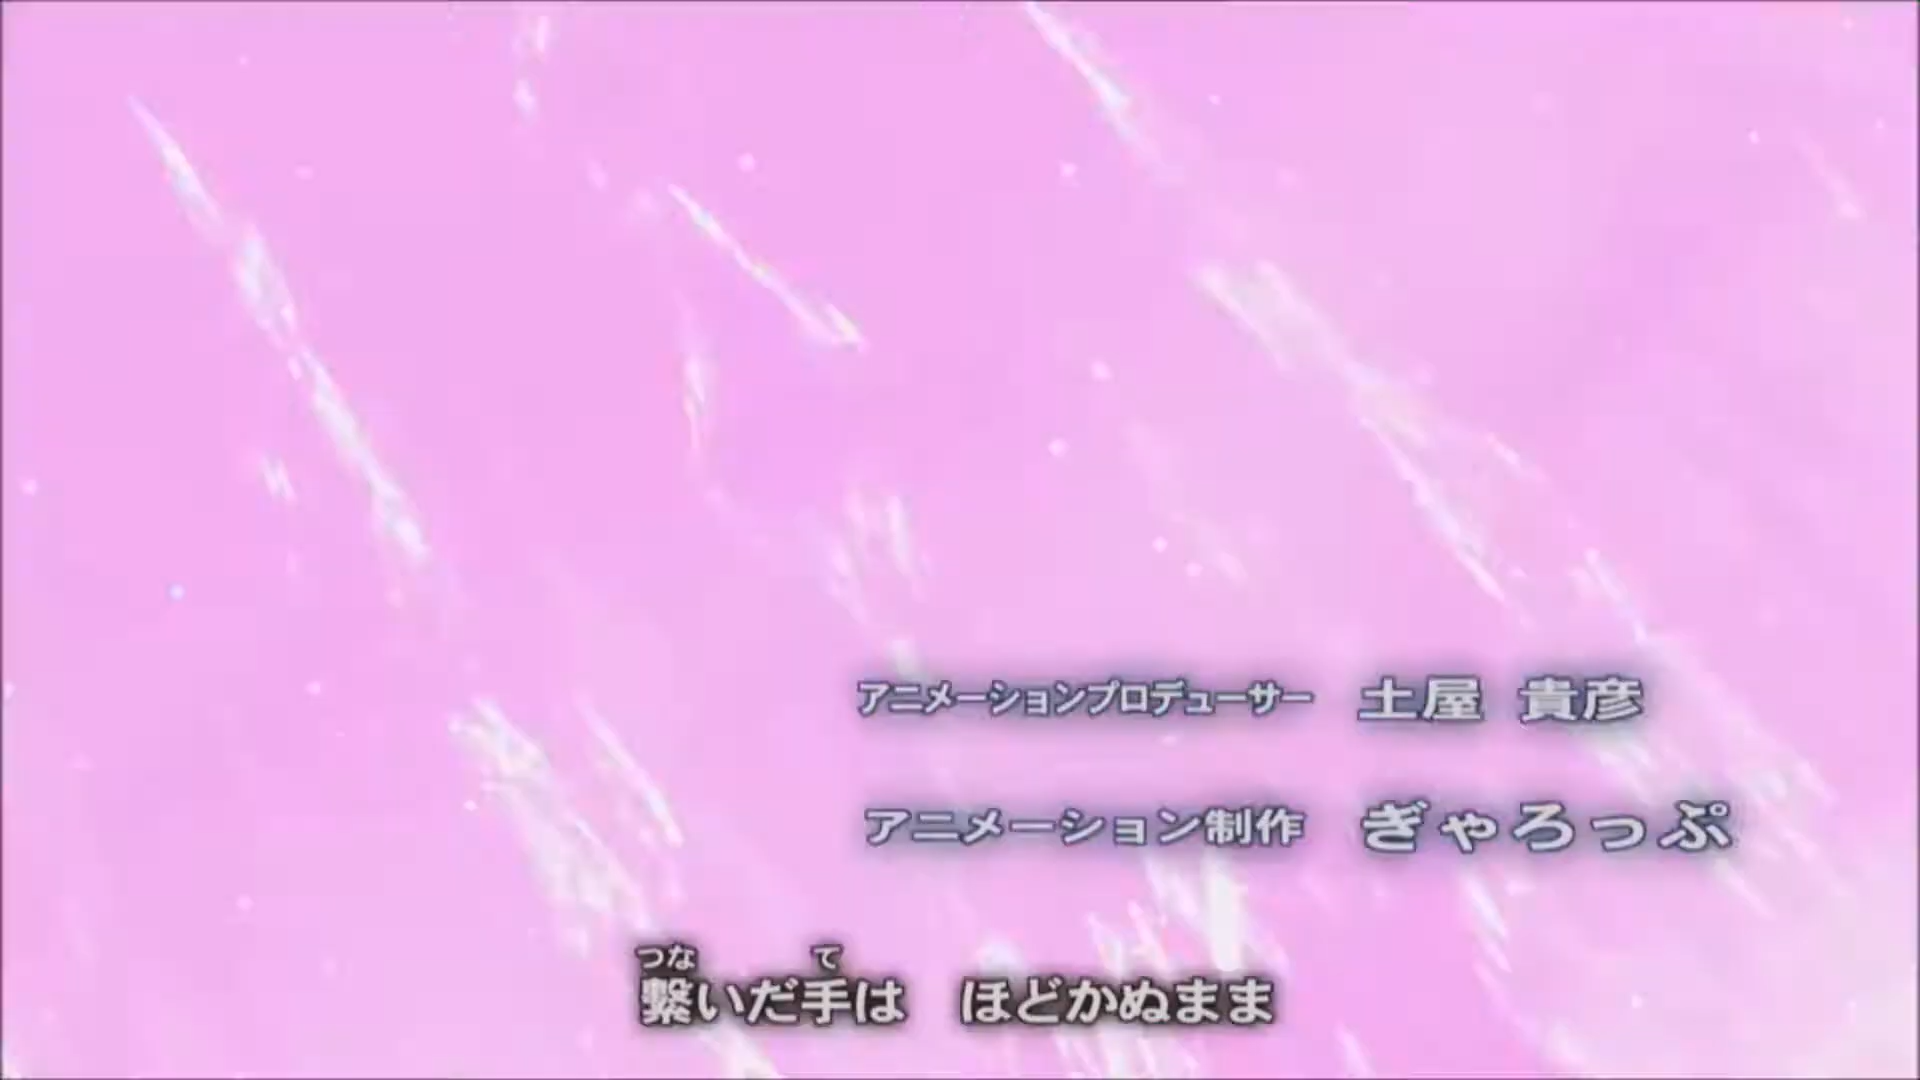 アニメーションプロデューサー　土屋　貴彦
アニメーション制作　ぎゃろっぷ
つな　て
繋いだ手は　ほどかぬまま